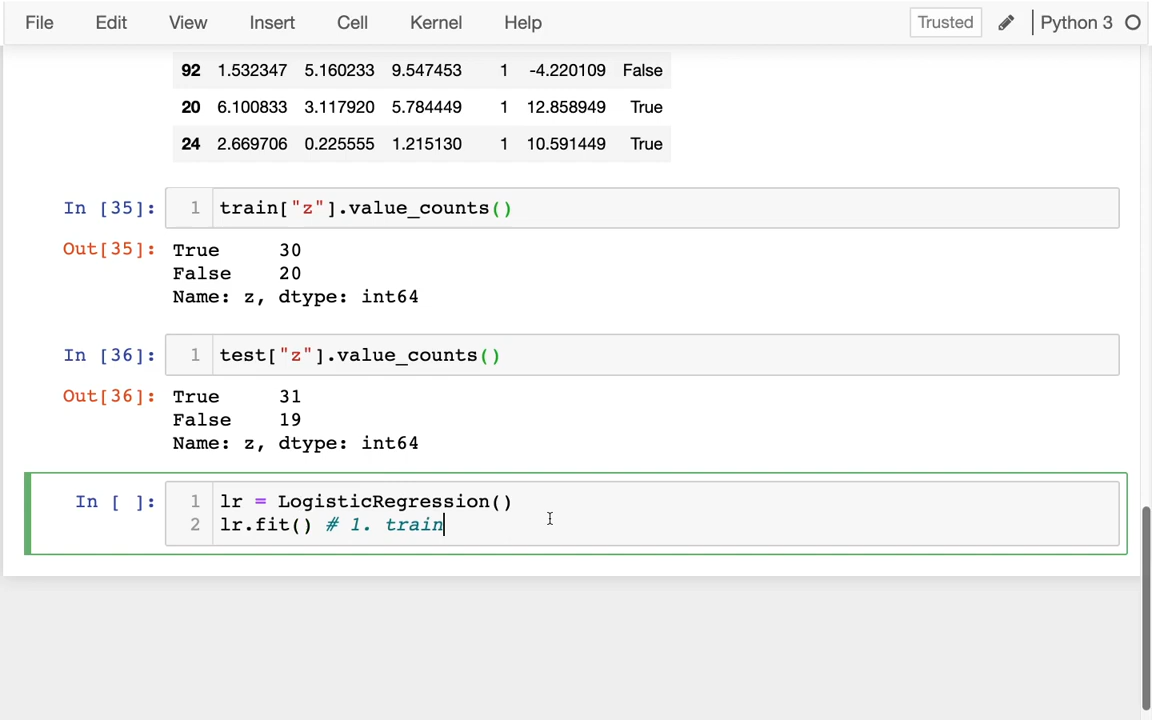 File Edit View Insert Cell Kernel Help Trusted Python 3
92 1.532347 5.160233 9.547453 1 -4.220109 False
20 6.100833 3.117920 5.784449 1 12.858949 True
24 2.669706 0.225555 1.215130 1 10.591449 True
In [35]: 1 train["z"].value_counts()
Out[35]: True 30
False 20
Name: z, dtype: int64
In [36]: 1 test["z"].value_counts()
Out[36]: True 31
False 19
Name: z, dtype: int64
In [ ]: 1 lr = LogisticRegression()
2 lr.fit() # 1. train